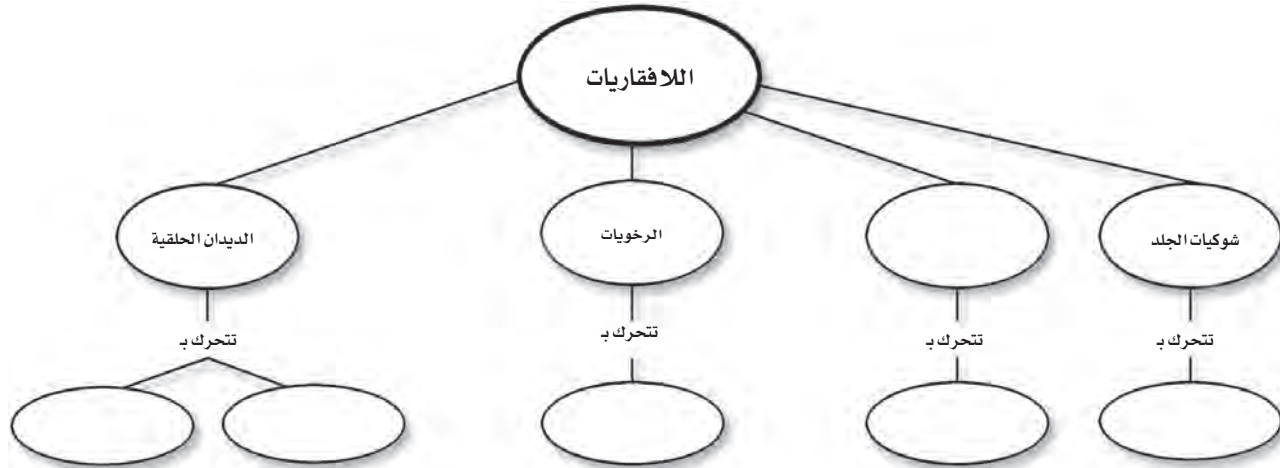 اللافقاريات
شوكيات الجلد
الرخويات
الديدان الحلقية
تتحرك بـ
تتحرك بـ
تتحرك بـ
تتحرك بـ